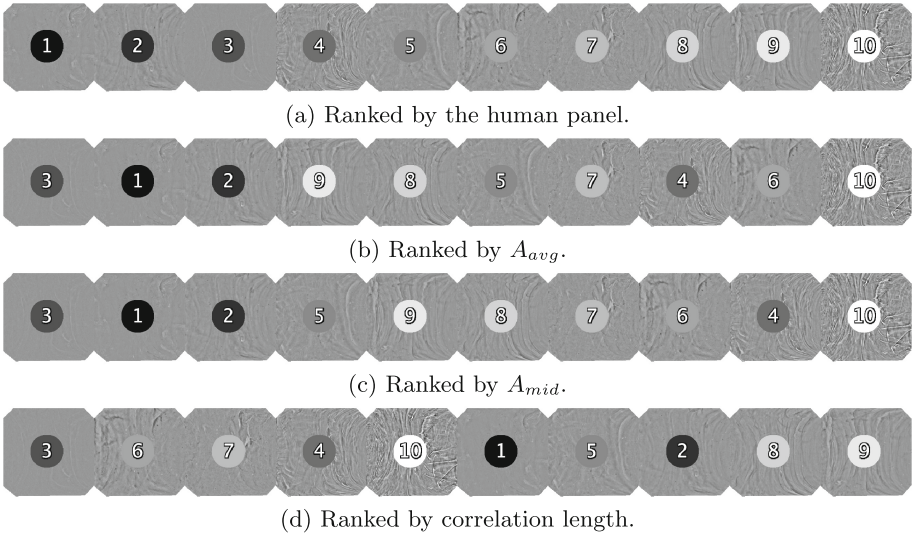 1 2 3 4 5 6 7 8 9 10
(a) Ranked by the human panel.
3 1 2 9 8 5 7 4 6 10
(b) Ranked by A_avg.
3 1 2 5 9 8 7 6 4 10
(c) Ranked by A_mid.
3 6 7 4 10 1 5 2 8 9
(d) Ranked by correlation length.